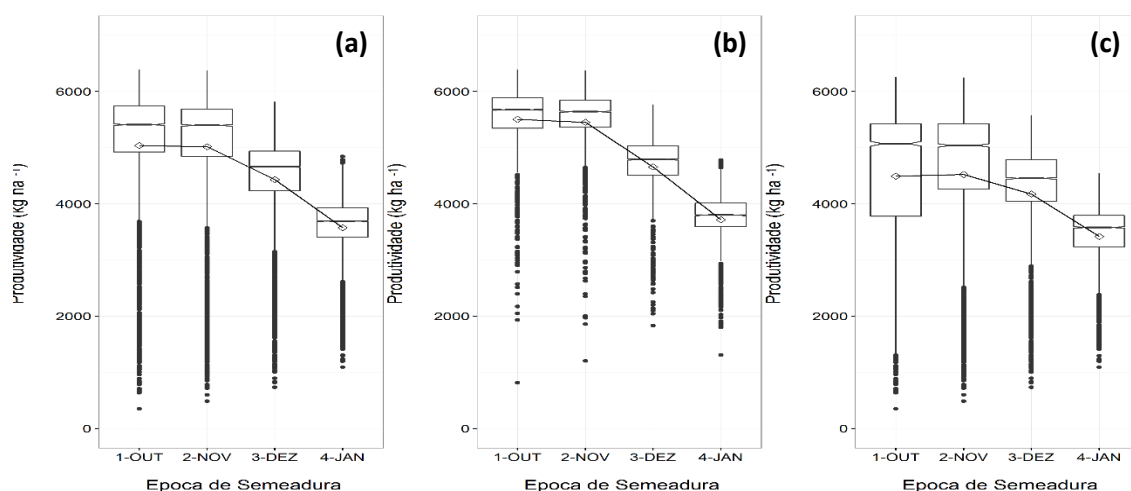 (a)
(b)
(c)
Produtividade (kg ha ⁻¹)
6000
4000
2000
0
1-OUT 2-NOV 3-DEZ 4-JAN
Epoca de Semeadura
Produtividade (kg ha ⁻¹)
6000
4000
2000
0
1-OUT 2-NOV 3-DEZ 4-JAN
Epoca de Semeadura
Produtividade (kg ha ⁻¹)
6000
4000
2000
0
1-OUT 2-NOV 3-DEZ 4-JAN
Epoca de Semeadura